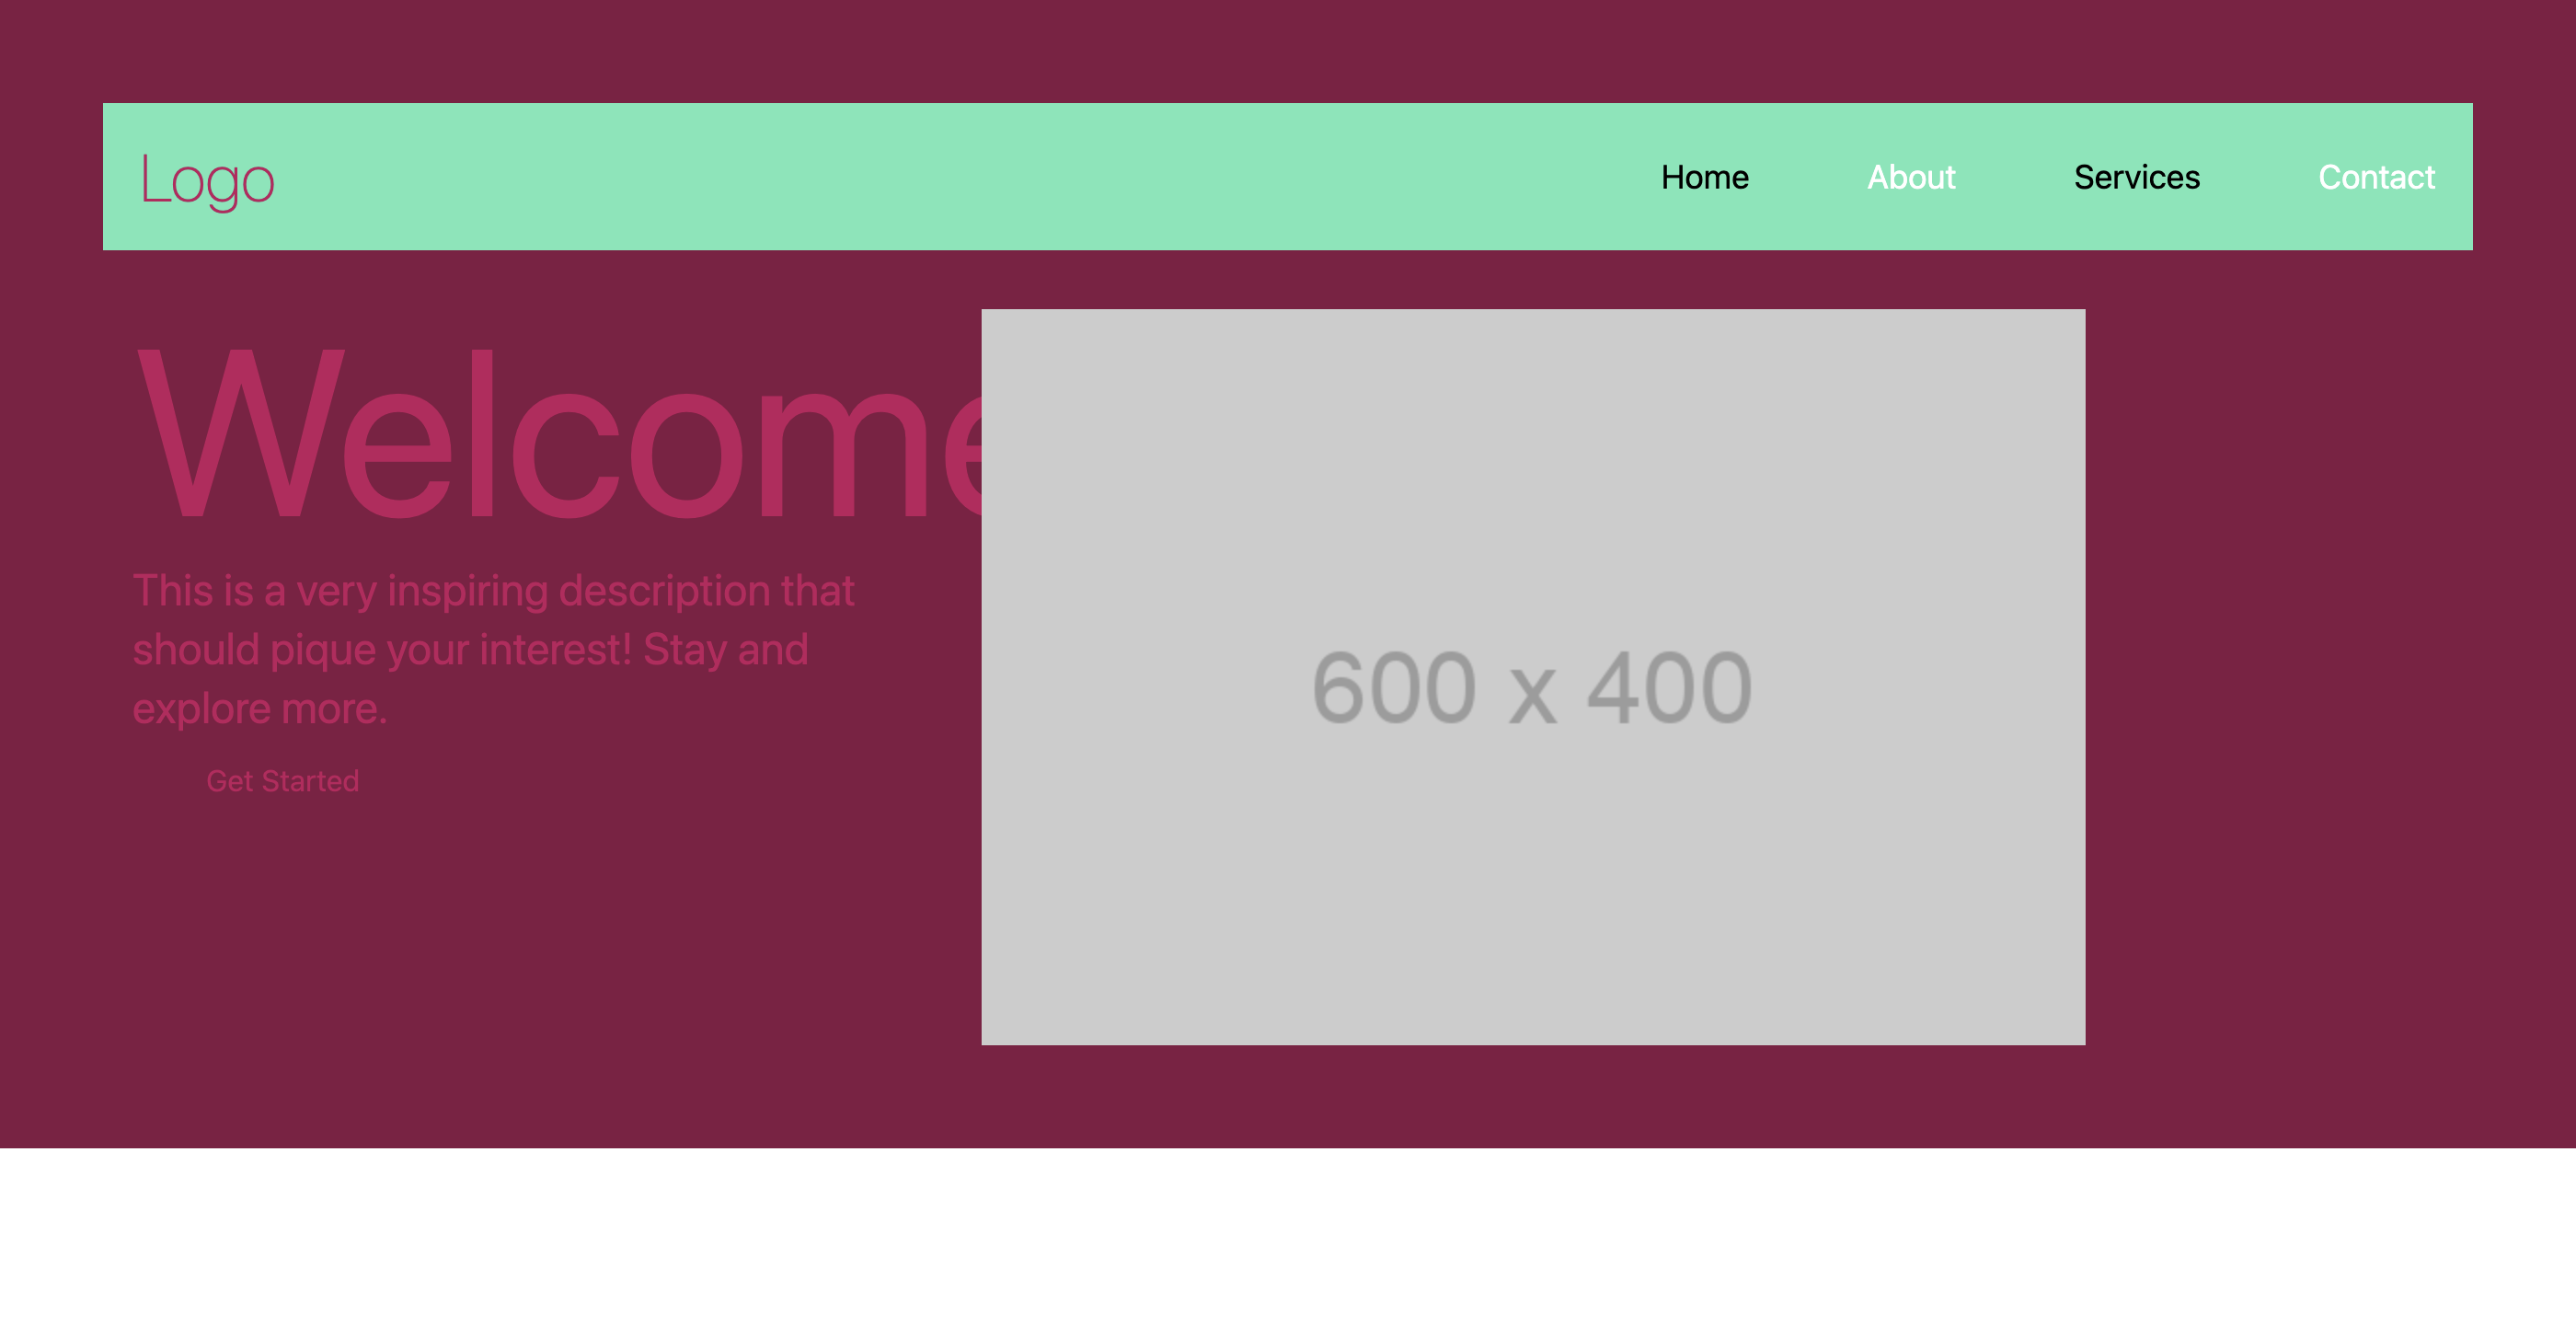 Logo
Home About Services Contact
Welcome
This is a very inspiring description that
should pique your interest! Stay and
explore more.
Get Started
600 x 400